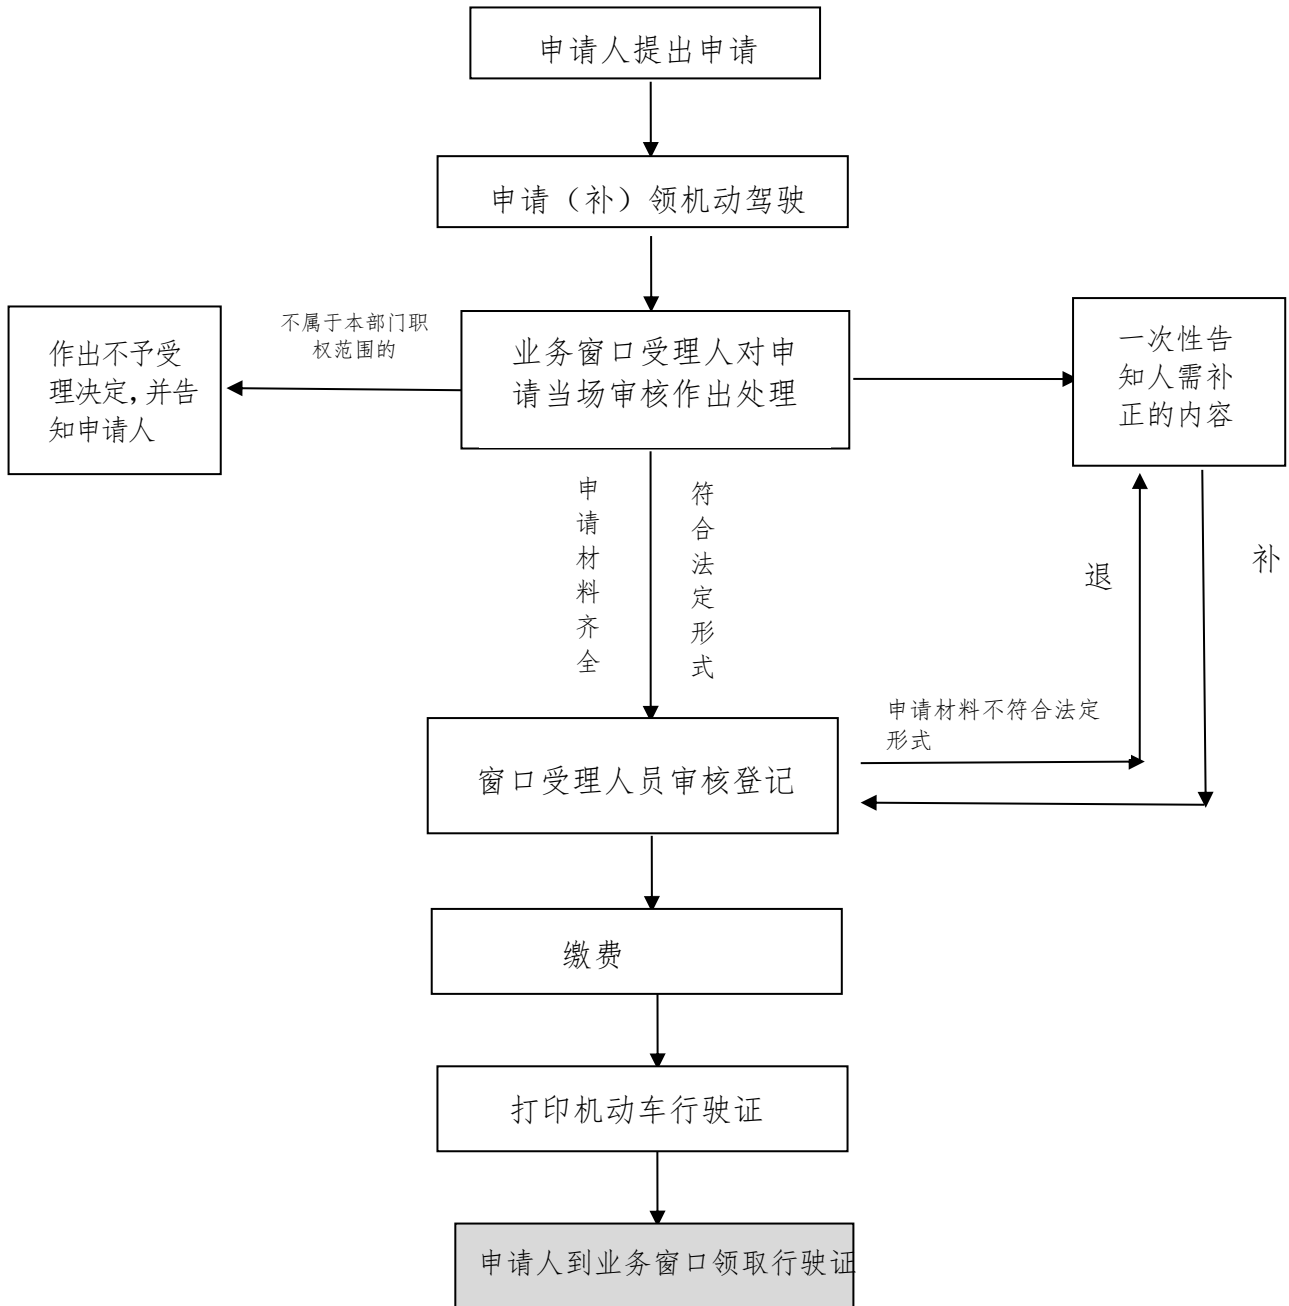 申请人提出申请
申请（补）领机动驾驶
不属于本部门职
权范围的
作出不予受
理决定，并告
知申请人
业务窗口受理人对申
请当场审核作出处理
一次性告
知人需补
正的内容
申请材料齐全
符合法定形式
退
补
申请材料不符合法定
形式
窗口受理人员审核登记
缴费
打印机动车行驶证
申请人到业务窗口领取行驶证